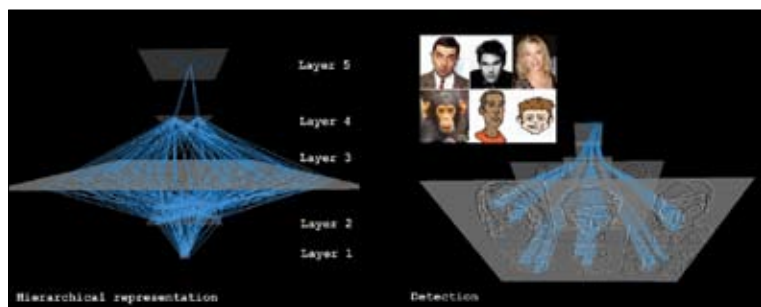 Layer 5
Layer 4
Layer 3
Layer 2
Layer 1
Hierarchical representation
Detection